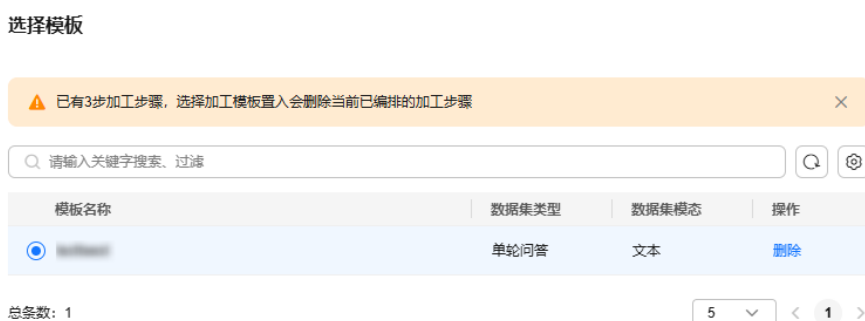 选择模板
已有3步加工步骤，选择加工模板置入会删除当前已编排的加工步骤
请输入关键字搜索、过滤
模板名称 数据集类型 数据集模态 操作
单轮问答 文本 删除
总条数：1 5 1